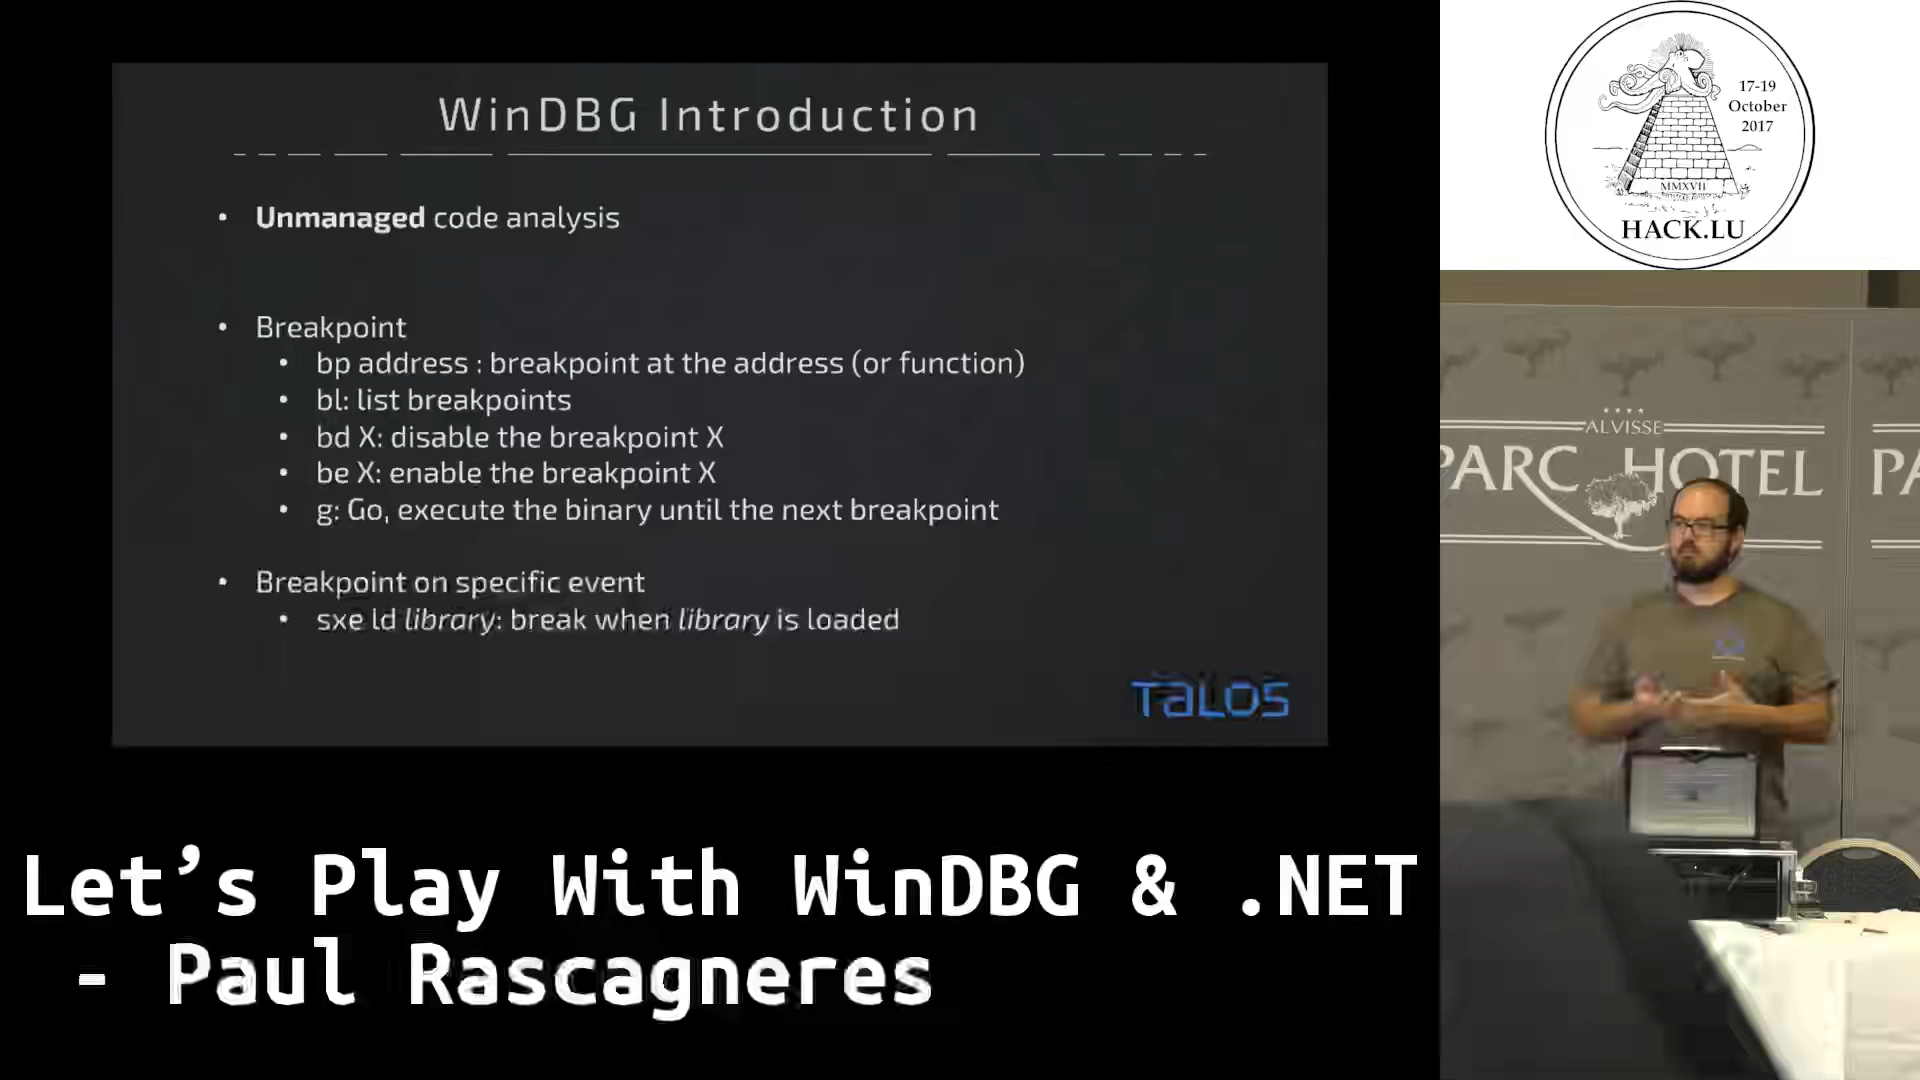 WinDBG Introduction
• Unmanaged code analysis
• Breakpoint
• bp address : breakpoint at the address (or function)
• bl: list breakpoints
• bd X: disable the breakpoint X
• be X: enable the breakpoint X
• g: Go, execute the binary until the next breakpoint
• Breakpoint on specific event
• sxe ld library: break when library is loaded
TALOS
Let's Play With WinDBG & .NET
- Paul Rascagneres
17-19
October
2017
MMXVII
HACK.LU
ALVISSE
PARC HOTEL PA